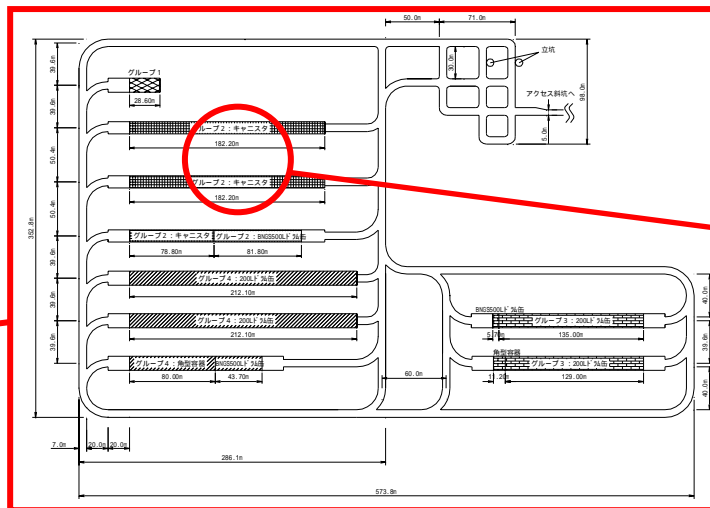 50.0m
71.0m
立坑
30.0m
アクセス斜坑へ
98.0m
5.0m
39.6m
グループ1
28.60m
39.6m
グループ2：キャニスタ
182.20m
50.4m
グループ2：キャニスタ
182.20m
50.4m
352.8m
グループ2：キャニスタ
グループ2：BNGS500Lドラム缶
78.80m
81.80m
39.6m
グループ4：200Lドラム缶
212.10m
39.6m
グループ4：200Lドラム缶
212.10m
39.6m
グループ4：角型容器
BNGS500Lドラム缶
80.00m
43.70m
BNGS500Lドラム缶
グループ3：200Lドラム缶
5.70m
135.00m
角型容器
グループ3：200Lドラム缶
11.20m
129.00m
40.0m
39.6m
40.0m
60.0m
7.0m
20.0m
20.0m
286.1m
573.8m